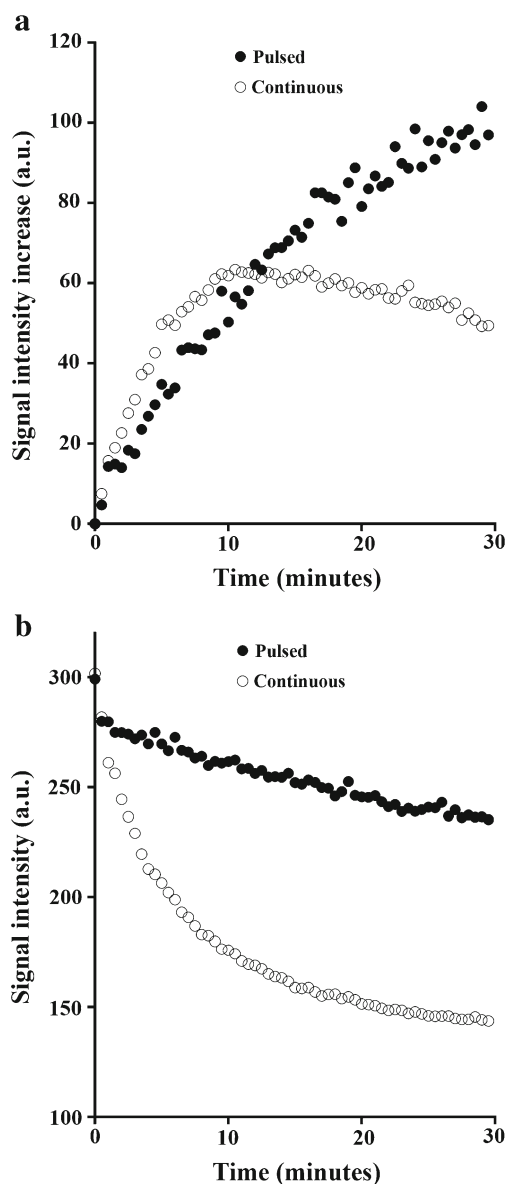 a
120
100
80
60
40
20
0
Signal intensity increase (a.u.)
Pulsed
Continuous
0 10 20 30
Time (minutes)
b
300
250
200
150
100
Signal intensity (a.u.)
Pulsed
Continuous
0 10 20 30
Time (minutes)